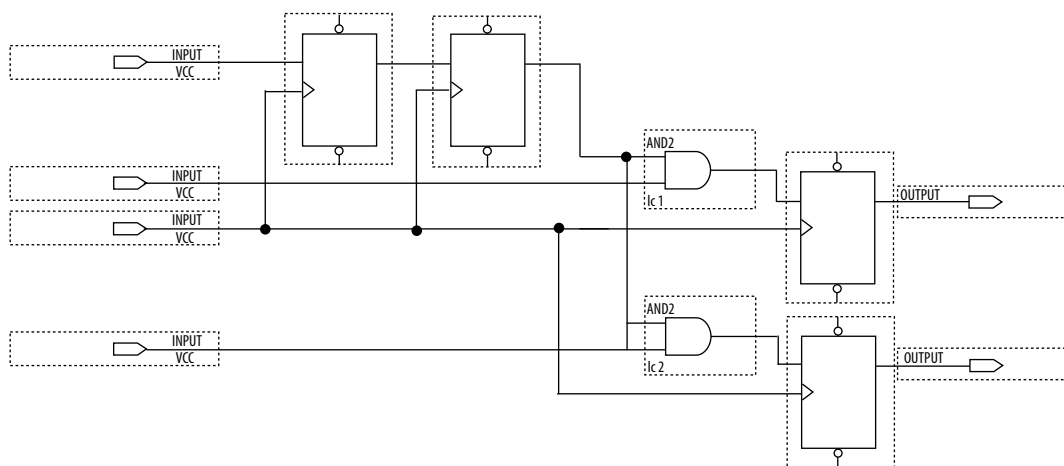 INPUT
VCC
AND2
INPUT
VCC
lc 1
OUTPUT
INPUT
VCC
AND2
INPUT
VCC
lc 2
OUTPUT